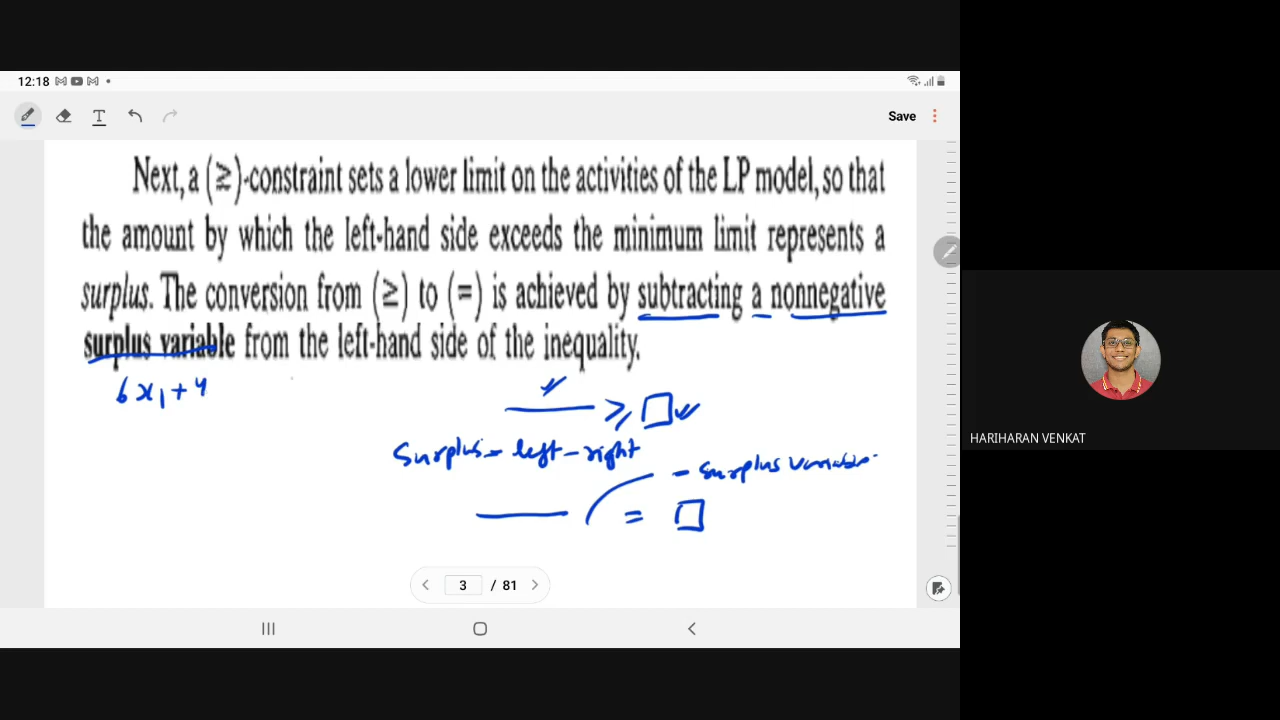 12:18
Save
Next, a (≥)-constraint sets a lower limit on the activities of the LP model, so that
the amount by which the left-hand side exceeds the minimum limit represents a
surplus. The conversion from (≥) to (=) is achieved by subtracting a nonnegative
surplus variable from the left-hand side of the inequality.
6x₁+4
≥
Surplus = left - right
- surplus variable
=
3 / 81
HARIHARAN VENKAT